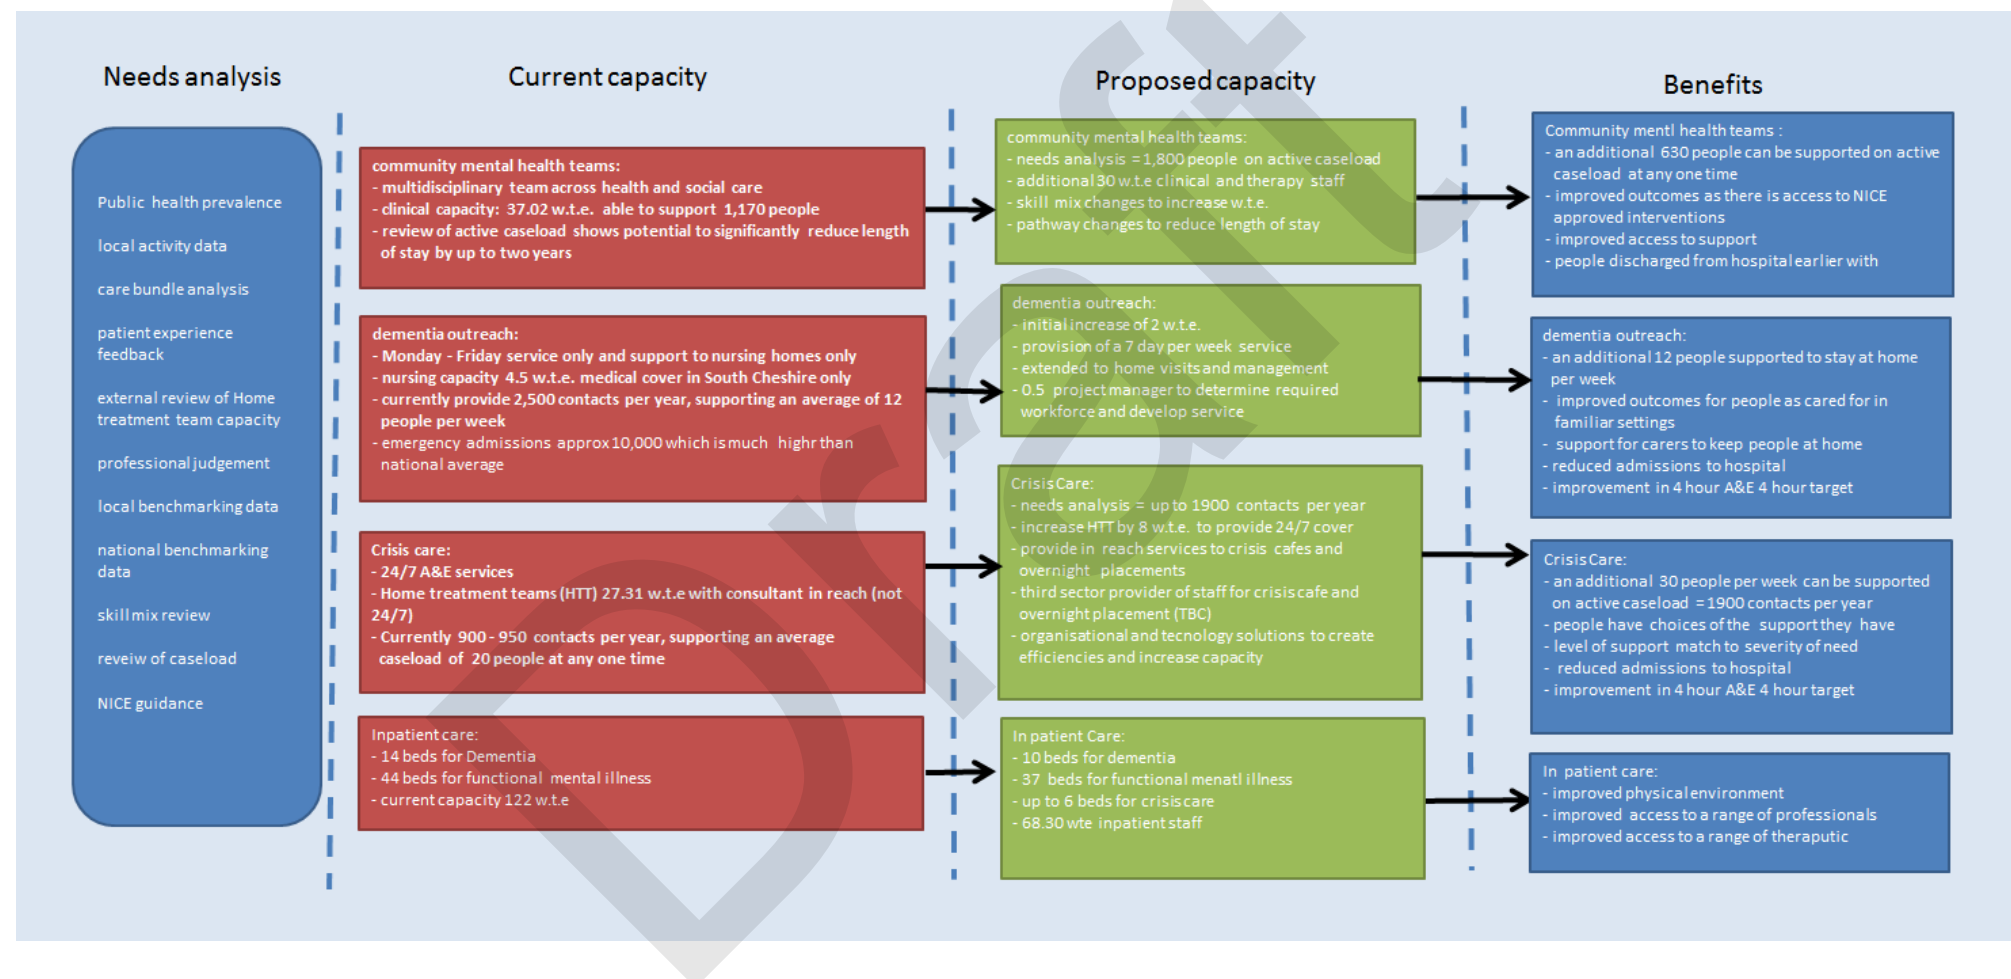 Needs analysis
Public health prevalence
local activity data
care bundle analysis
patient experience
feedback
external review of Home
treatment team capacity
professional judgement
local benchmarking data
national benchmarking
data
skill mix review
reveiw of caseload
NICE guidance
Current capacity
community mental health teams:
- multidisciplinary team across health and social care
- clinical capacity: 37.02 w.t.e. able to support 1,170 people
- review of active caseload shows potential to significantly reduce length
of stay by up to two years
dementia outreach:
- Monday - Friday service only and support to nursing homes only
- nursing capacity 4.5 w.t.e. medical cover in South Cheshire only
- currently provide 2,500 contacts per year, supporting an average of 12
people per week
- emergency admissions approx 10,000 which is much highr than
national average
Crisis care:
- 24/7 A&E services
- Home treatment teams (HTT) 27.31 w.t.e with consultant in reach (not
24/7)
- Currently 900 - 950 contacts per year, supporting an average
caseload of 20 people at any one time
Inpatient care:
- 14 beds for Dementia
- 44 beds for functional mental illness
- current capacity 122 w.t.e
Proposed capacity
community mental health teams:
- needs analysis = 1,800 people on active caseload
- additional 30 w.t.e clinical and therapy staff
- skill mix changes to increase w.t.e.
- pathway changes to reduce length of stay
dementia outreach:
- initial increase of 2 w.t.e.
- provision of a 7 day per week service
- extended to home visits and management
- 0.5 project manager to determine required
workforce and develop service
Crisis Care:
- needs analysis = up to 1900 contacts per year
- increase HTT by 8 w.t.e. to provide 24/7 cover
- provide in reach services to crisis cafes and
overnight placements
- third sector provider of staff for crisis cafe and
overnight placement (TBC)
- organisational and tecnology solutions to create
efficiencies and increase capacity
In patient Care:
- 10 beds for dementia
- 37 beds for functional menatl illness
- up to 6 beds for crisis care
- 68.30 wte inpatient staff
Benefits
Community mentl health teams :
- an additional 630 people can be supported on active
caseload at any one time
- improved outcomes as there is access to NICE
approved interventions
- improved access to support
- people discharged from hospital earlier with
dementia outreach:
- an additional 12 people supported to stay at home
per week
- improved outcomes for people as cared for in
familiar settings
- support for carers to keep people at home
- reduced admissions to hospital
- improvement in 4 hour A&E 4 hour target
Crisis Care:
- an additional 30 people per week can be supported
on active caseload = 1900 contacts per year
- people have choices of the support they have
- level of support match to severity of need
- reduced admissions to hospital
- improvement in 4 hour A&E 4 hour target
In patient care:
- improved physical environment
- improved access to a range of professionals
- improved access to a range of theraputic
Draft